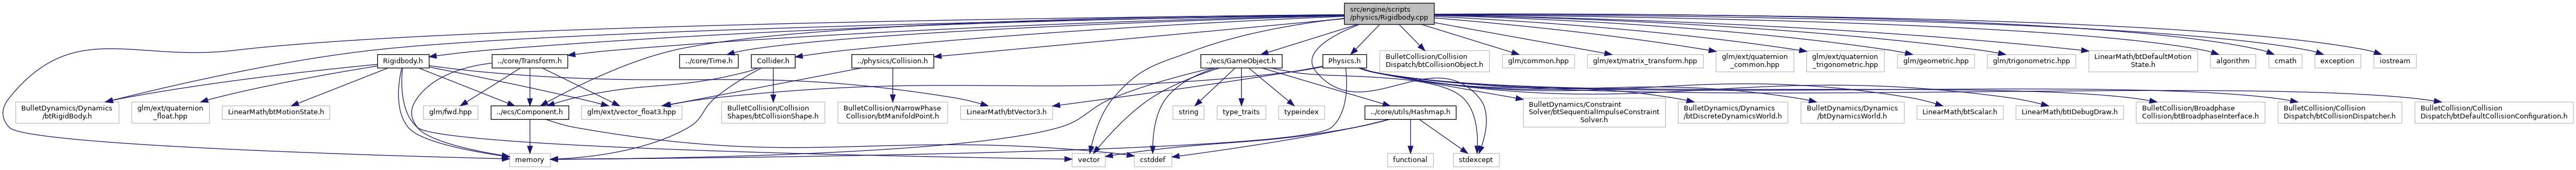 src/engine/scripts
/physics/Rigidbody.cpp
Rigidbody.h
../core/Transform.h
../core/Time.h
Collider.h
../physics/Collision.h
../ecs/GameObject.h
Physics.h
BulletCollision/Collision
Dispatch/btCollisionObject.h
glm/common.hpp
glm/ext/matrix_transform.hpp
glm/ext/quaternion
_common.hpp
glm/ext/quaternion
_trigonometric.hpp
glm/geometric.hpp
glm/trigonometric.hpp
LinearMath/btDefaultMotion
State.h
algorithm
cmath
exception
iostream
BulletDynamics/Dynamics
/btRigidBody.h
glm/ext/quaternion
_float.hpp
LinearMath/btMotionState.h
glm/fwd.hpp
../ecs/Component.h
glm/ext/vector_float3.hpp
BulletCollision/Collision
Shapes/btCollisionShape.h
BulletCollision/NarrowPhase
Collision/btManifoldPoint.h
LinearMath/btVector3.h
string
type_traits
typeindex
../core/utils/Hashmap.h
BulletDynamics/Constraint
Solver/btSequentialImpulseConstraint
Solver.h
BulletDynamics/Dynamics
/btDiscreteDynamicsWorld.h
BulletDynamics/Dynamics
/btDynamicsWorld.h
LinearMath/btScalar.h
LinearMath/btIDebugDraw.h
BulletCollision/Broadphase
Collision/btBroadphaseInterface.h
BulletCollision/Collision
Dispatch/btCollisionDispatcher.h
BulletCollision/Collision
Dispatch/btDefaultCollisionConfiguration.h
memory
vector
cstddef
functional
stdexcept